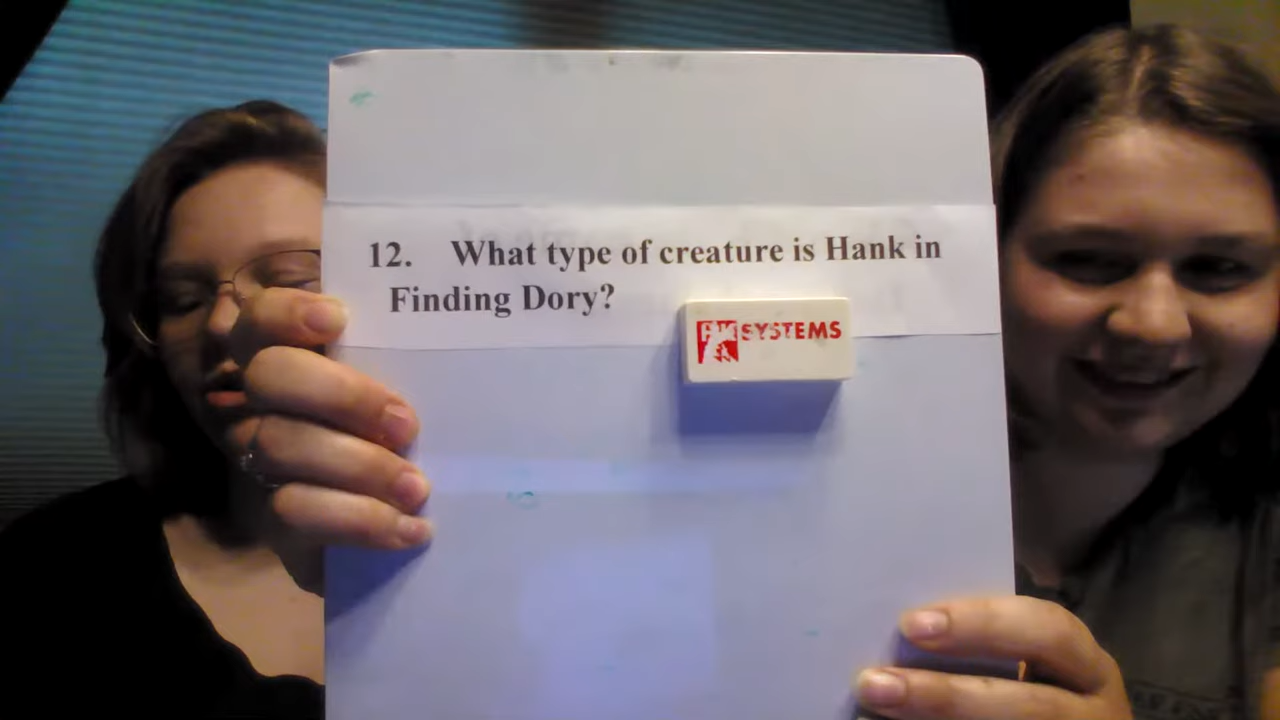 12. What type of creature is Hank in
Finding Dory?
SYSTEMS